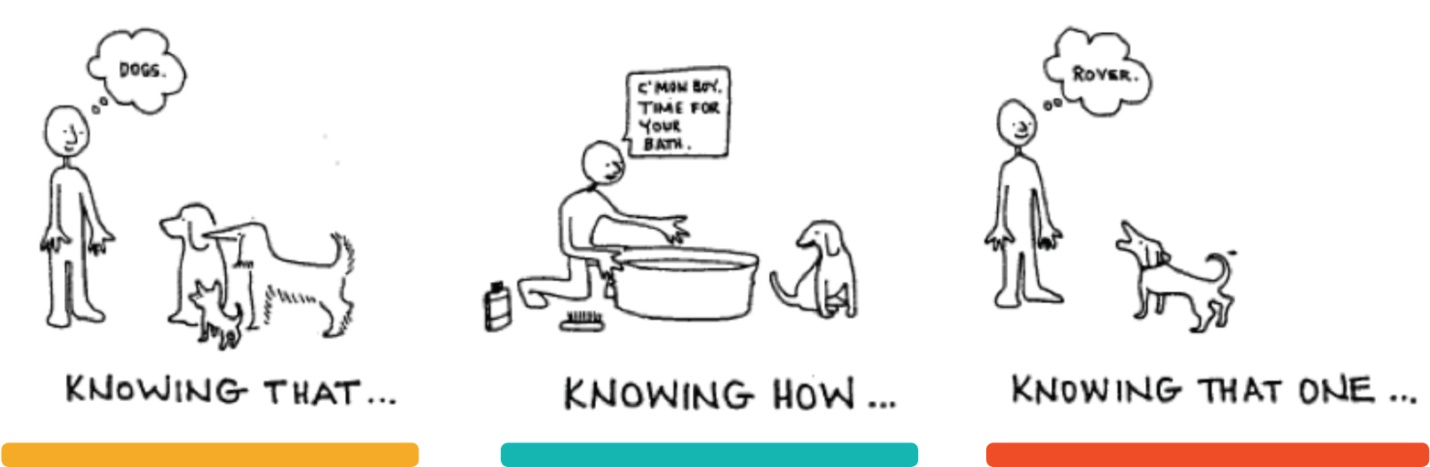 DOGS.
KNOWING THAT...
C'MON BOY.
TIME FOR
YOUR
BATH.
KNOWING HOW...
ROVER.
KNOWING THAT ONE...